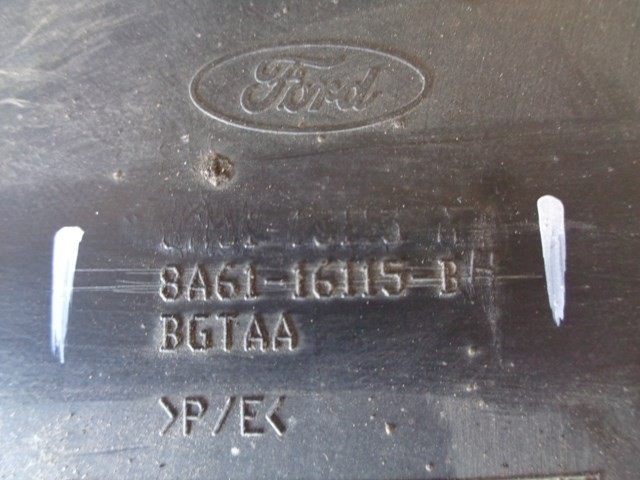 Ford
8A61-16115-B
BGTAA
>P/E<